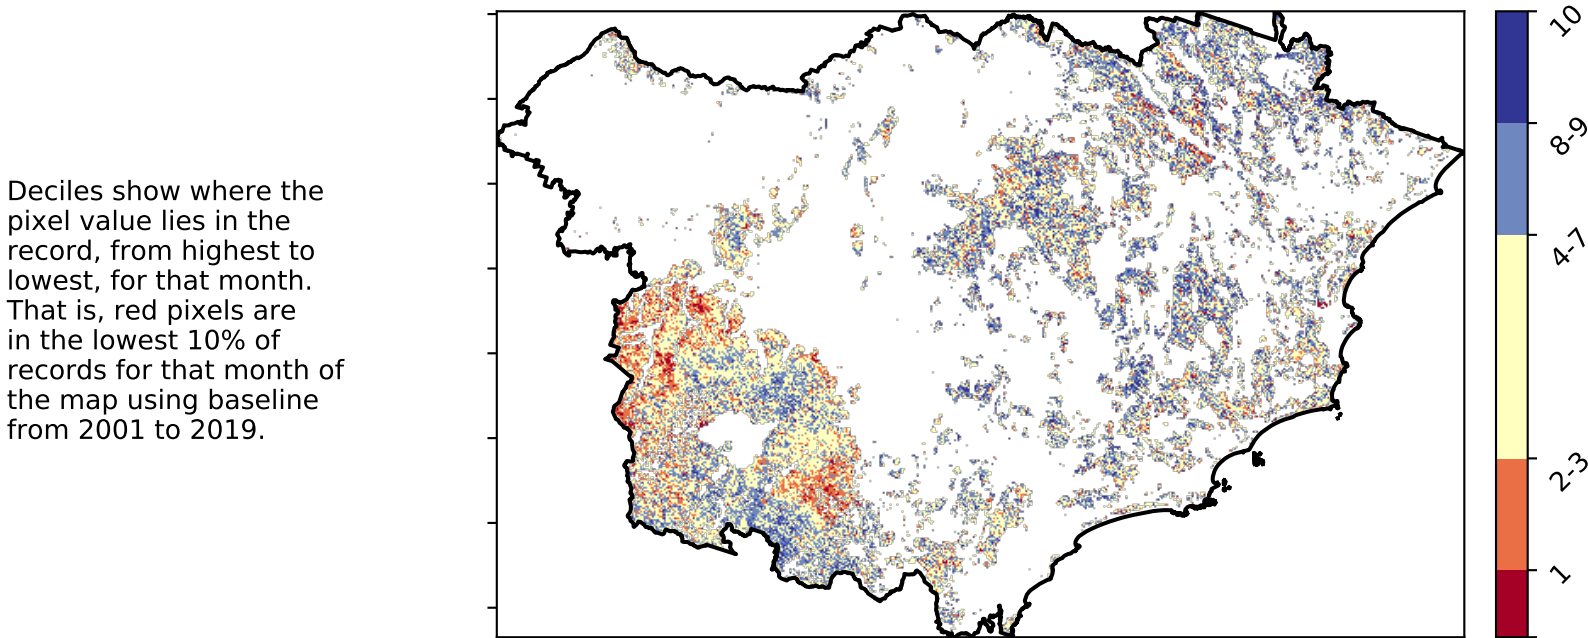 Deciles show where the
pixel value lies in the
record, from highest to
lowest, for that month.
That is, red pixels are
in the lowest 10% of
records for that month of
the map using baseline
from 2001 to 2019.
10
8-9
4-7
2-3
1